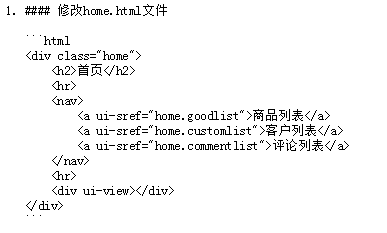 1. #### 修改home.html文件
```html
<div class="home">
    <h2>首页</h2>
    <hr>
    <nav>
        <a ui-sref="home.goodlist">商品列表</a>
        <a ui-sref="home.customlist">客户列表</a>
        <a ui-sref="home.commentlist">评论列表</a>
    </nav>
    <hr>
    <div ui-view></div>
</div>
```